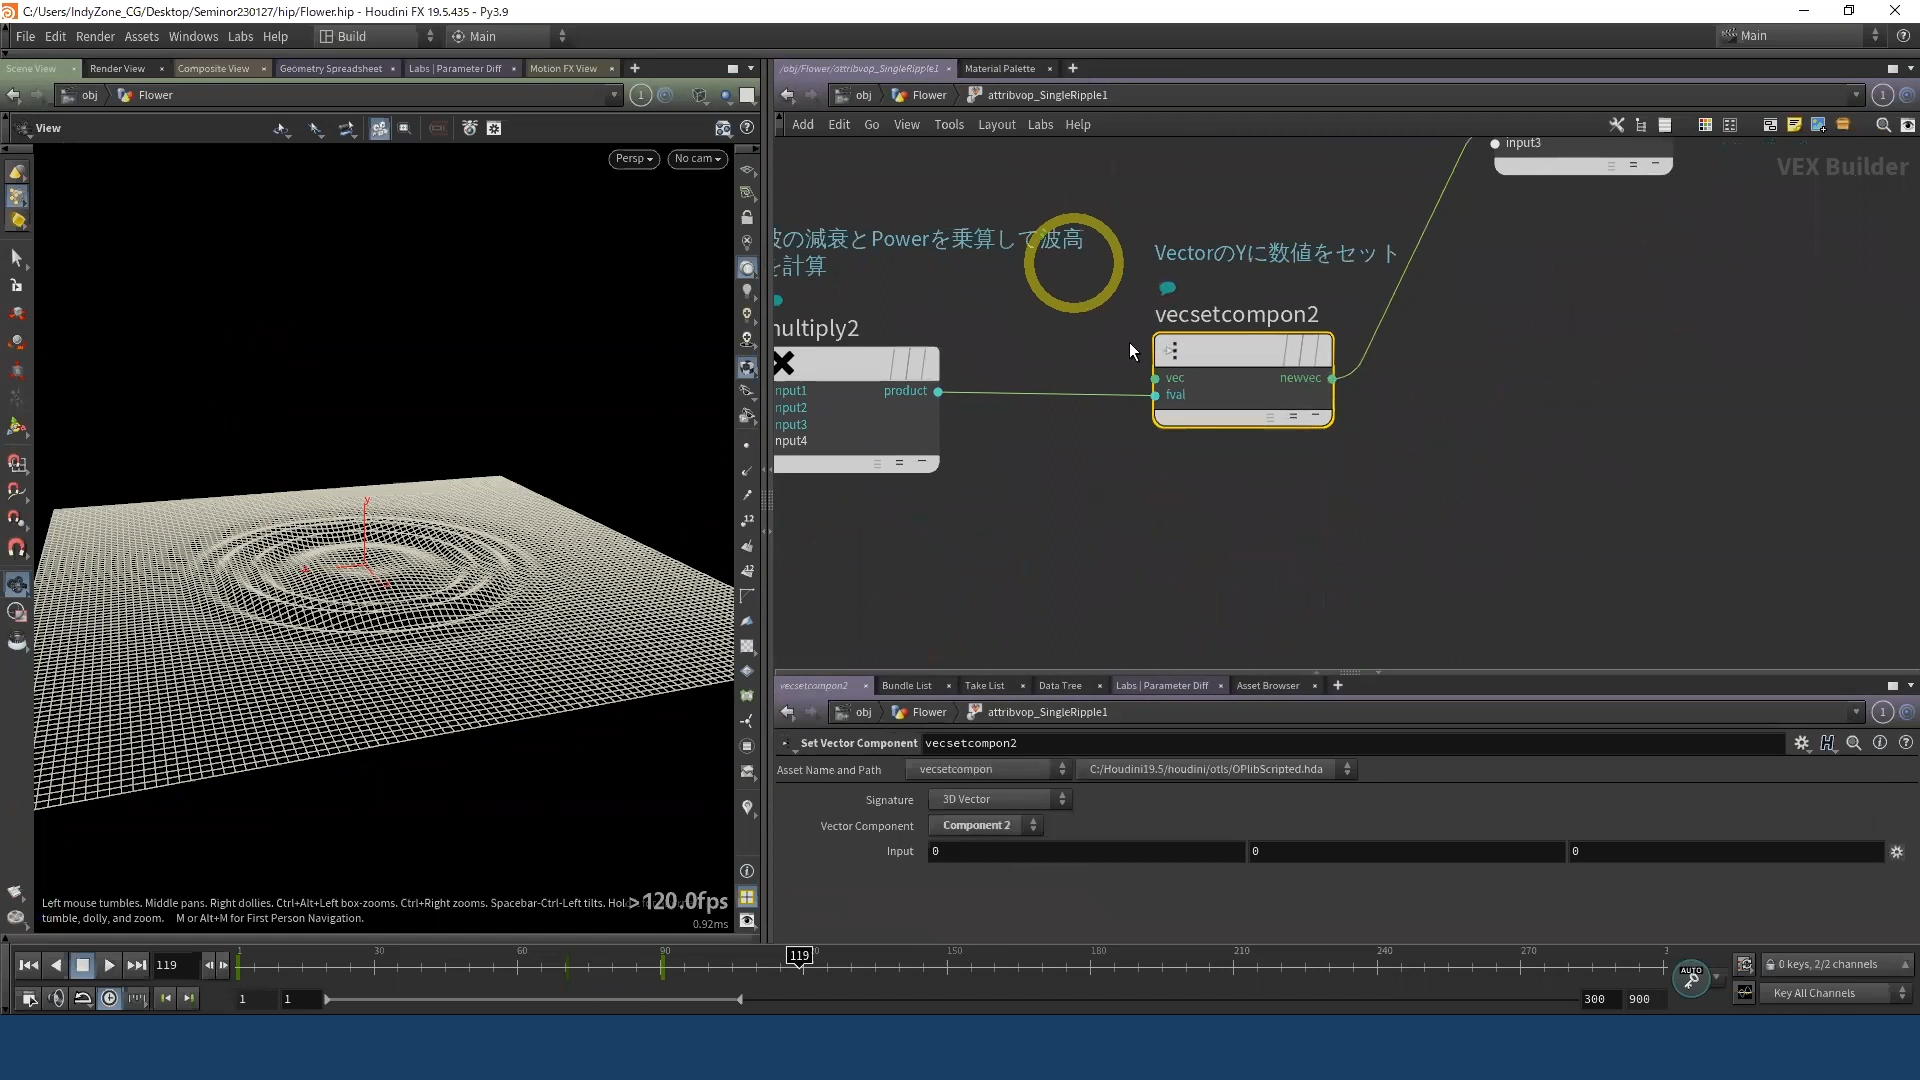 C:/Users/IndyZone_CG/Desktop/Seminor230127/hip/Flower.hip - Houdini FX 19.5.435 - Py3.9
File Edit Render Assets Windows Labs Help Build Main Main
Scene View Render View Composite View Geometry Spreadsheet Labs | Parameter Diff Motion FX View
obj Flower 1
View
Persp No cam
Left mouse tumbles. Middle pans. Right dollies. Ctrl+Alt+Left box-zooms. Ctrl+Right zooms. Spacebar-Ctrl-Left tilts. Hol
tumble, dolly, and zoom. M or Alt+M for First Person Navigation.
> 120.0fps
0.92ms
/obj/Flower/attribvop_SingleRipple1 Material Palette
obj Flower attribvop_SingleRipple1 1
Add Edit Go View Tools Layout Labs Help
VEX Builder
input3
の減衰とPowerを乗算して波高
計算
VectorのYに数値をセット
ultiply2
nput1 product
nput2
nput3
nput4
vecsetcompon2
vec newvec
fval
vecsetcompon2 Bundle List Take List Data Tree Labs | Parameter Diff Asset Browser
obj Flower attribvop_SingleRipple1 1
Set Vector Component vecsetcompon2
Asset Name and Path vecsetcompon C:/Houdini19.5/houdini/otls/OPlibScripted.hda
Signature 3D Vector
Vector Component Component 2
Input 0 0 0
119 1 30 60 90 119 150 180 210 240 270 3
AUTO
0 keys, 2/2 channels
1 1 300 900
Key All Channels